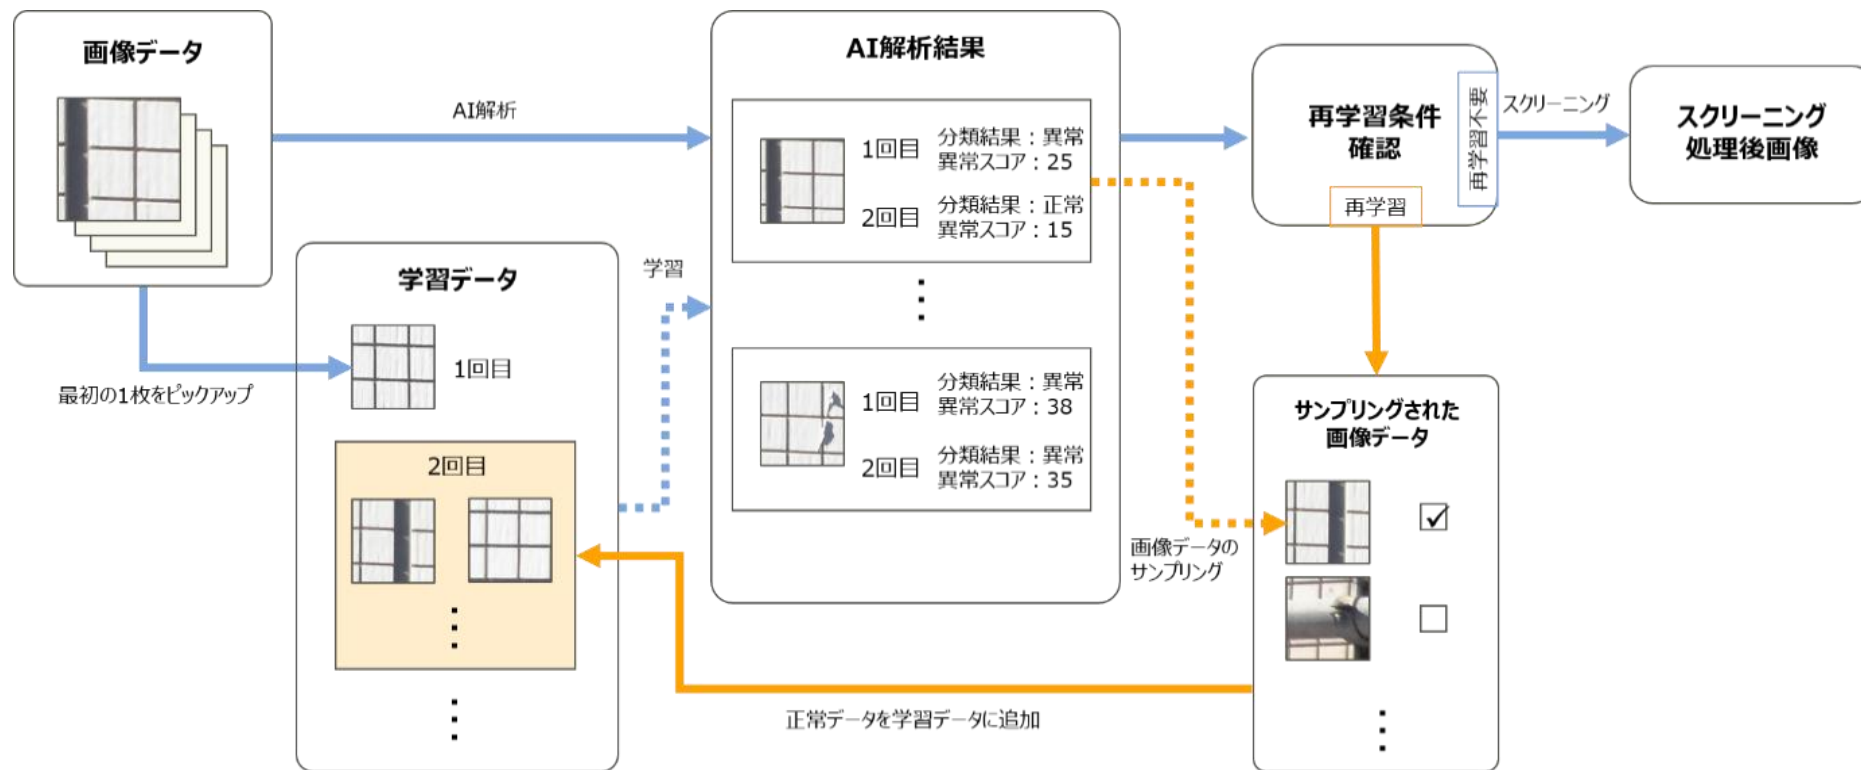 画像データ
AI解析
最初の1枚をピックアップ
学習データ
1回目
2回目
学習
AI解析結果
1回目
分類結果：異常
異常スコア：25
2回目
分類結果：正常
異常スコア：15
1回目
分類結果：異常
異常スコア：38
2回目
分類結果：異常
異常スコア：35
再学習条件
確認
再学習不要
再学習
スクリーニング
スクリーニング
処理後画像
画像データの
サンプリング
サンプリングされた
画像データ
正常データを学習データに追加